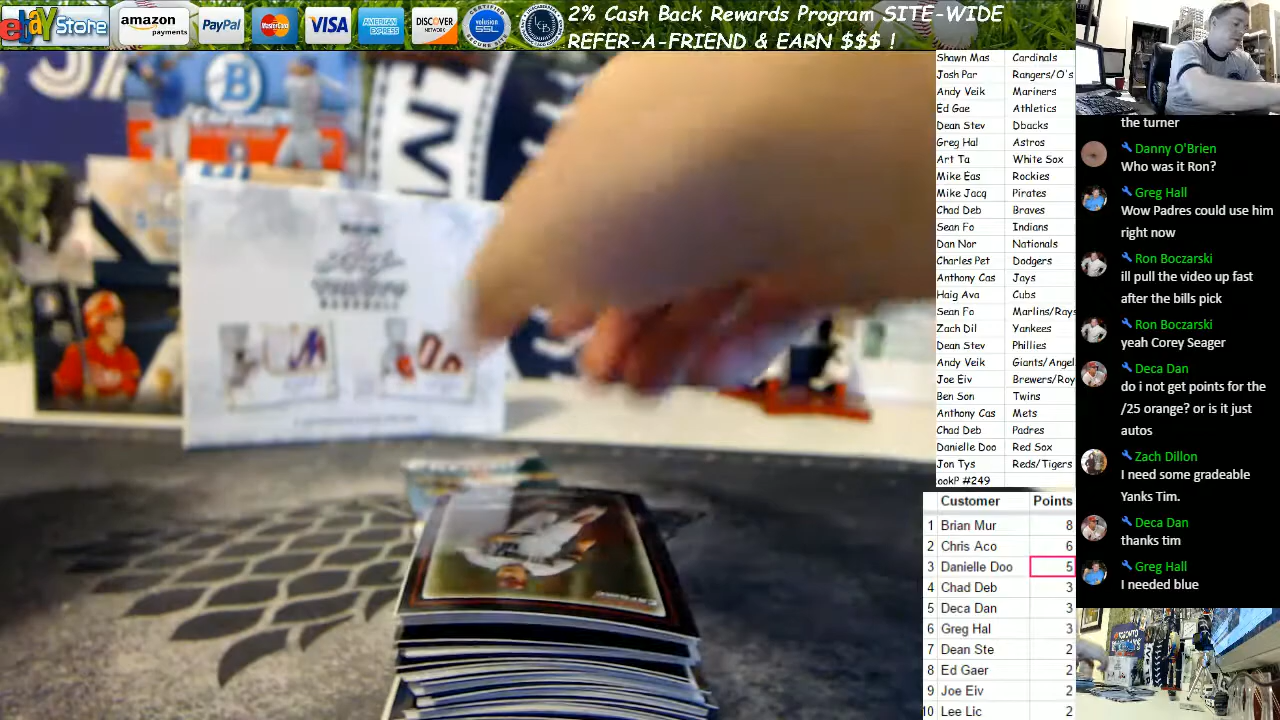 ebay Store
amazon
payments
PayPal
MasterCard
VISA
AMERICAN
EXPRESS
DISCOVER
NETWORK
volusion
SSL
2% Cash Back Rewards Program SITE-WIDE
REFER-A-FRIEND & EARN $$$ !
Shawn Mas Cardinals
Josh Par Rangers/O's
Andy Veik Mariners
Ed Gae Athletics
Dean Stev Dbacks
Greg Hal Astros
Art Ta White Sox
Mike Eas Rockies
Mike Jacq Pirates
Chad Deb Braves
Sean Fo Indians
Dan Nor Nationals
Charles Pet Dodgers
Anthony Cas Jays
Haig Ava Cubs
Sean Fo Marlins/Rays
Zach Dil Yankees
Dean Stev Phillies
Andy Veik Giants/Angel
Joe Eiv Brewers/Roy
Ben Son Twins
Anthony Cas Mets
Chad Deb Padres
Danielle Doo Red Sox
Jon Tys Reds/Tigers
ookP #249
Customer Points
1 Brian Mur 8
2 Chris Aco 6
3 Danielle Doo 5
4 Chad Deb 3
5 Deca Dan 3
6 Greg Hal 3
7 Dean Ste 2
8 Ed Gaer 2
9 Joe Eiv 2
10 Lee Lic 2
the turner
Danny O'Brien
Who was it Ron?
Greg Hall
Wow Padres could use him
right now
Ron Boczarski
ill pull the video up fast
after the bills pick
Ron Boczarski
yeah Corey Seager
Deca Dan
do i not get points for the
/25 orange? or is it just
autos
Zach Dillon
I need some gradeable
Yanks Tim.
Deca Dan
thanks tim
Greg Hall
I needed blue